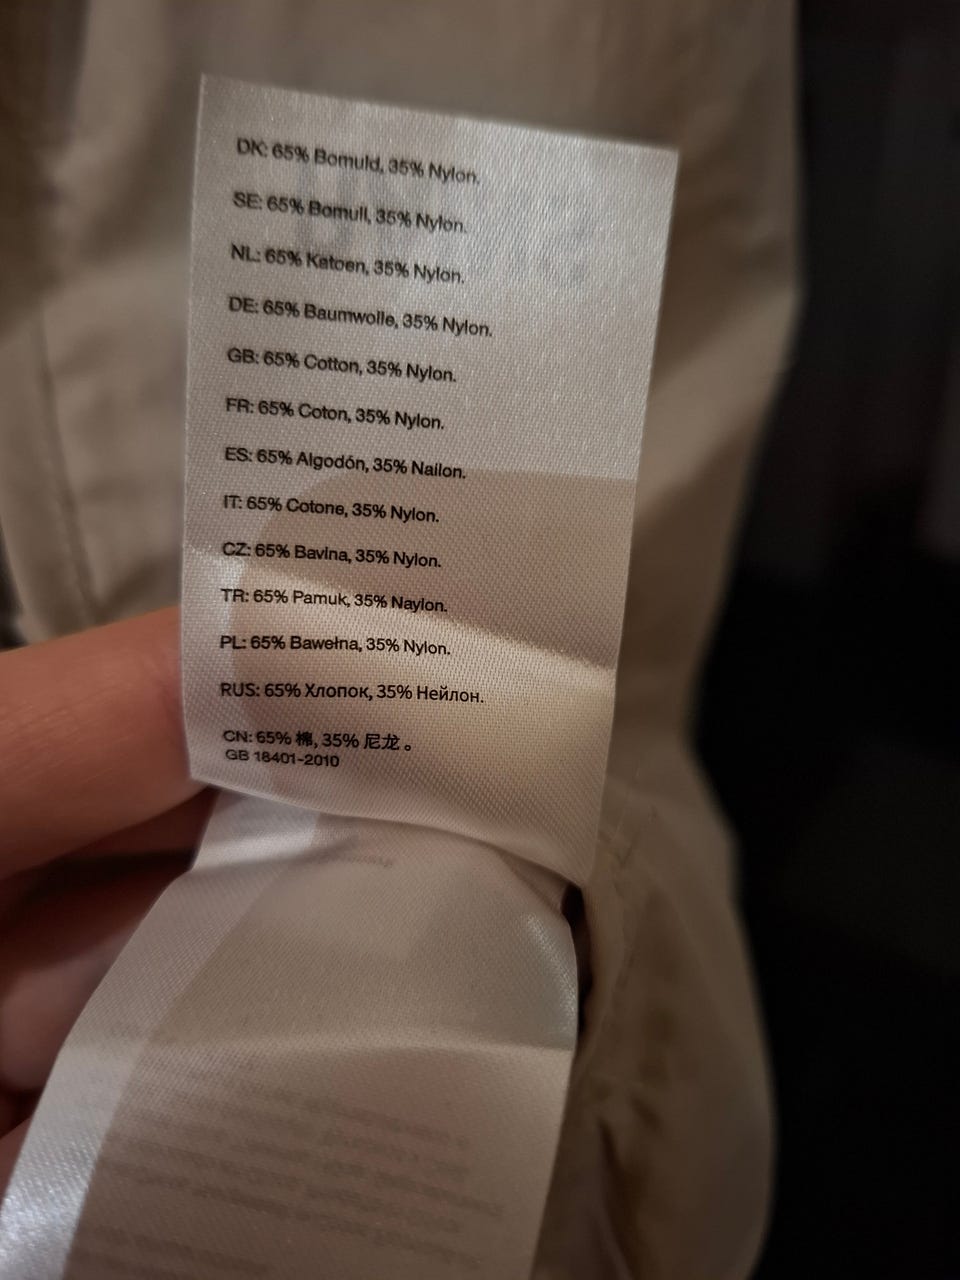 DK: 65% Bomuld, 35% Nylon.
SE: 65% Bomull, 35% Nylon.
NL: 65% Katoen, 35% Nylon.
DE: 65% Baumwolle, 35% Nylon.
GB: 65% Cotton, 35% Nylon.
FR: 65% Coton, 35% Nylon.
ES: 65% Algodón, 35% Nailon.
IT: 65% Cotone, 35% Nylon.
CZ: 65% Bavlna, 35% Nylon.
TR: 65% Pamuk, 35% Naylon.
PL: 65% Bawełna, 35% Nylon.
RUS: 65% Хлопок, 35% Нейлон.
CN: 65% 棉, 35% 尼龙。
GB 18401-2010